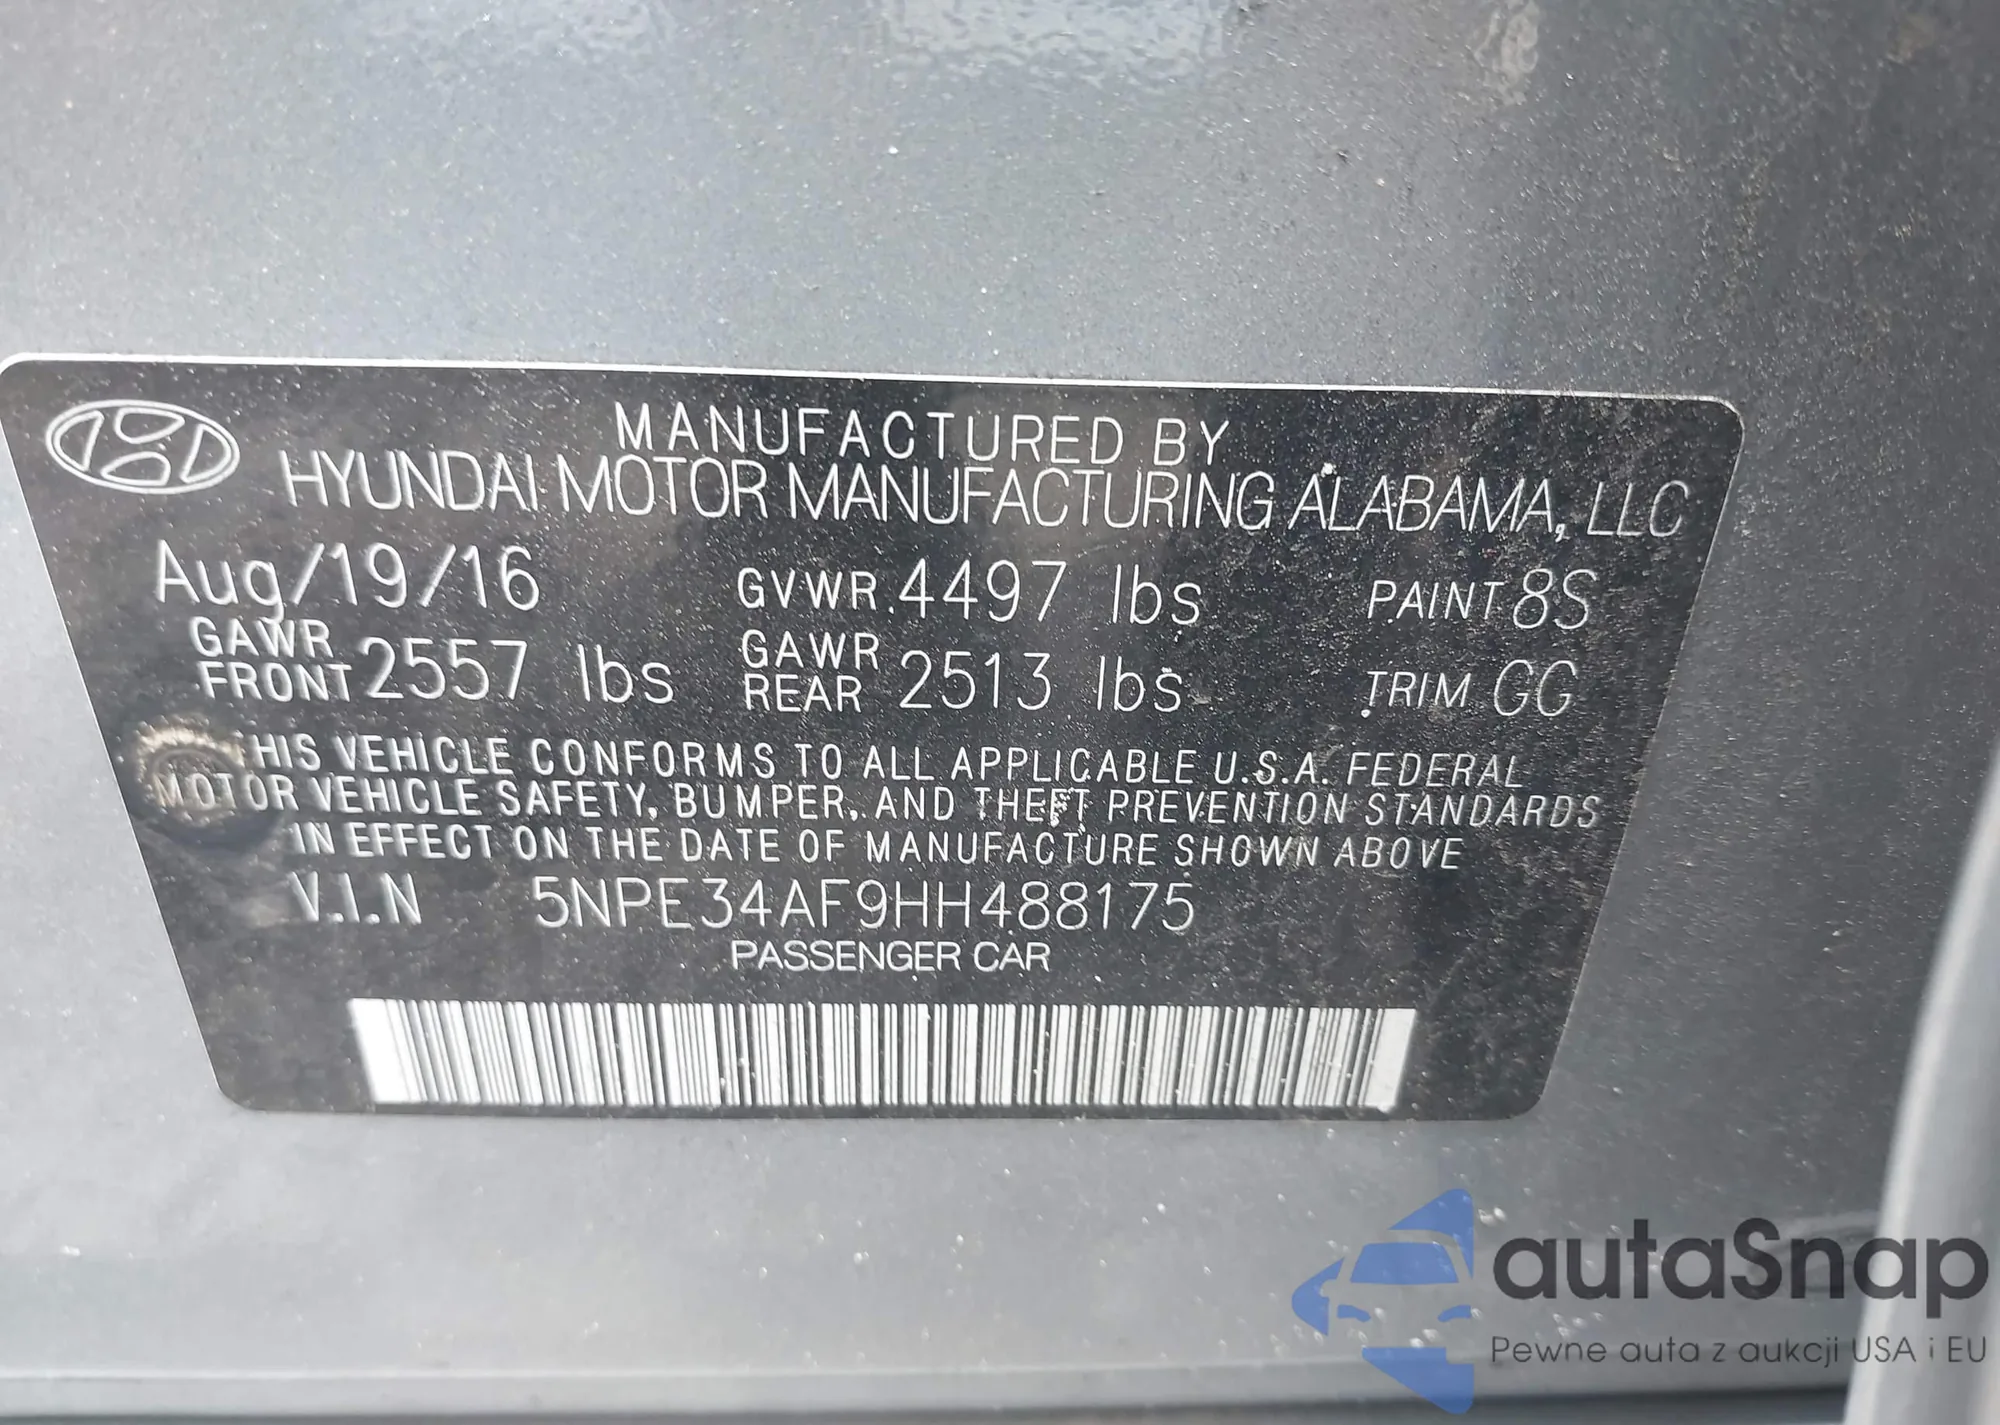 MANUFACTURED BY
HYUNDAI MOTOR MANUFACTURING ALABAMA, LLC
Aug/19/16 GVWR 4497 lbs PAINT 8S
GAWR FRONT 2557 lbs GAWR REAR 2513 lbs TRIM GG
THIS VEHICLE CONFORMS TO ALL APPLICABLE U.S.A. FEDERAL
MOTOR VEHICLE SAFETY, BUMPER, AND THEFT PREVENTION STANDARDS
IN EFFECT ON THE DATE OF MANUFACTURE SHOWN ABOVE
V.I.N 5NPE34AF9HH488175
PASSENGER CAR
autaSnap
Pewne auta z aukcji USA i EU